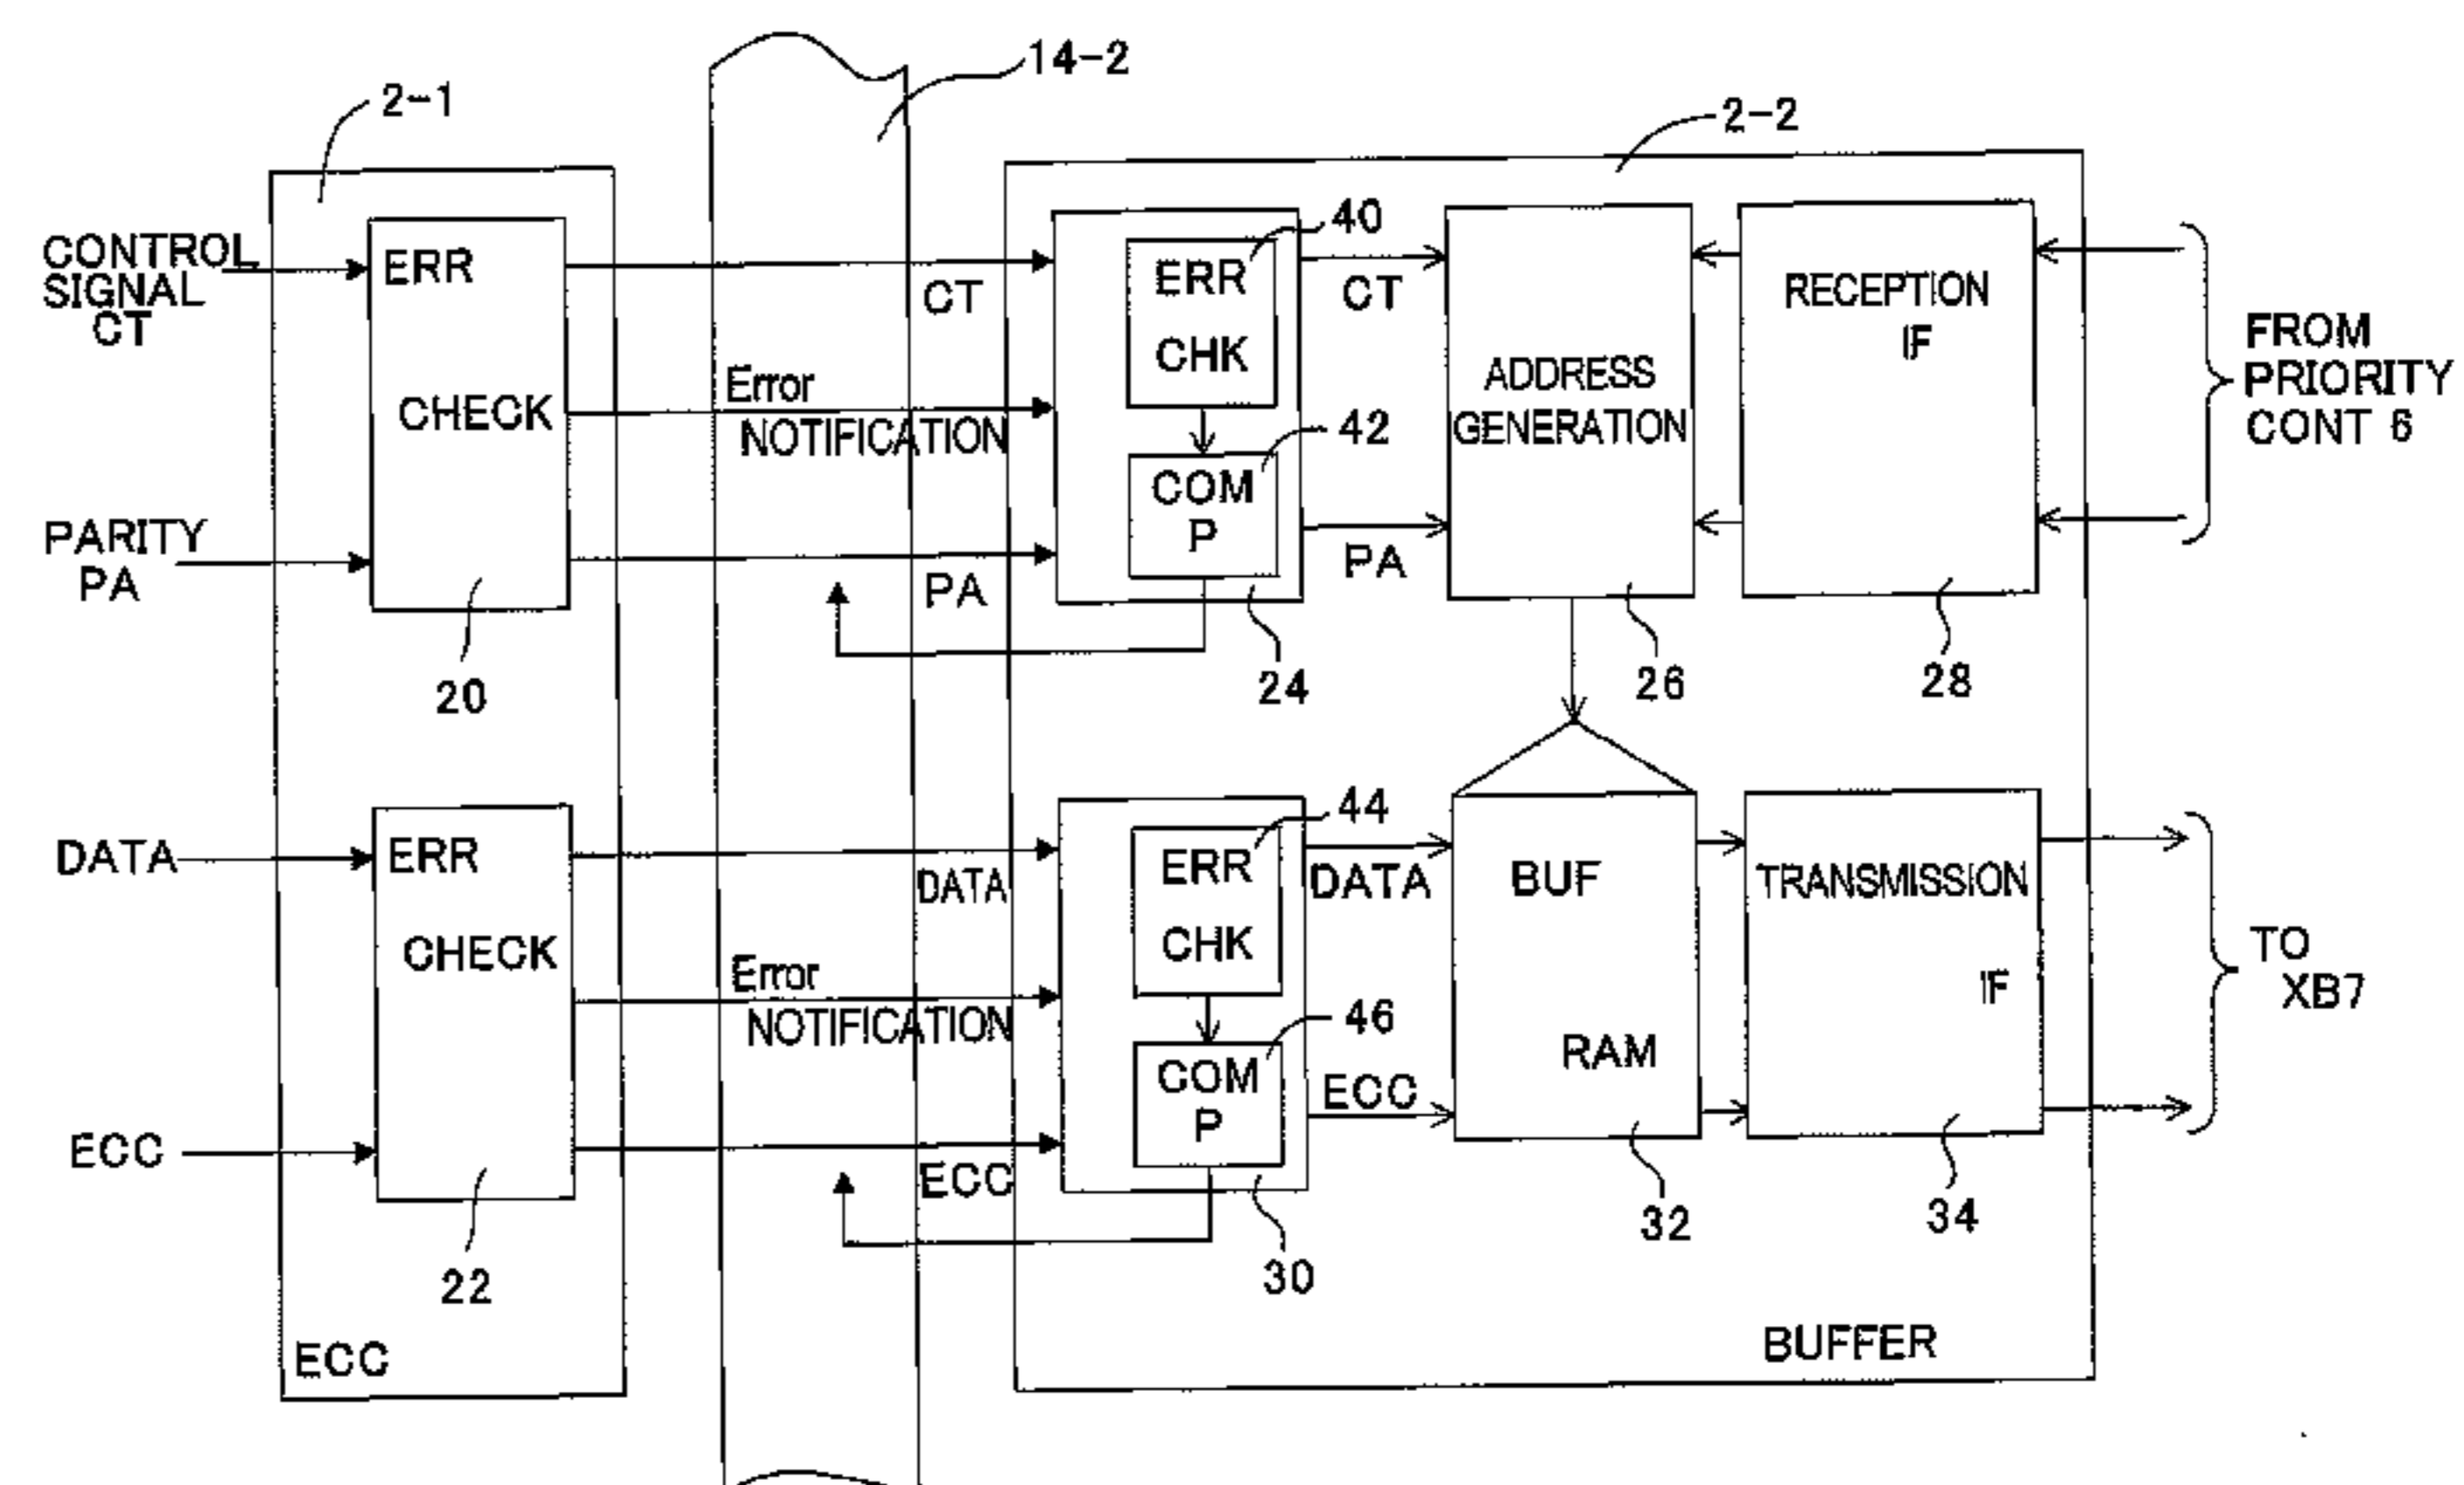 14-2
2-1
2-2
CONTROL
SIGNAL
CT
ERR
CHECK
CT
Error
NOTIFICATION
PARITY
PA
PA
20
40
ERR
CHK
42
COM
P
24
CT
PA
ADDRESS
GENERATION
26
RECEPTION
IF
28
FROM
PRIORITY
CONT 6
DATA
ERR
CHECK
DATA
Error
NOTIFICATION
ECC
ECC
22
ECC
44
ERR
CHK
46
COM
P
30
DATA
ECC
BUF
RAM
32
TRANSMISSION
IF
34
TO
XB7
BUFFER